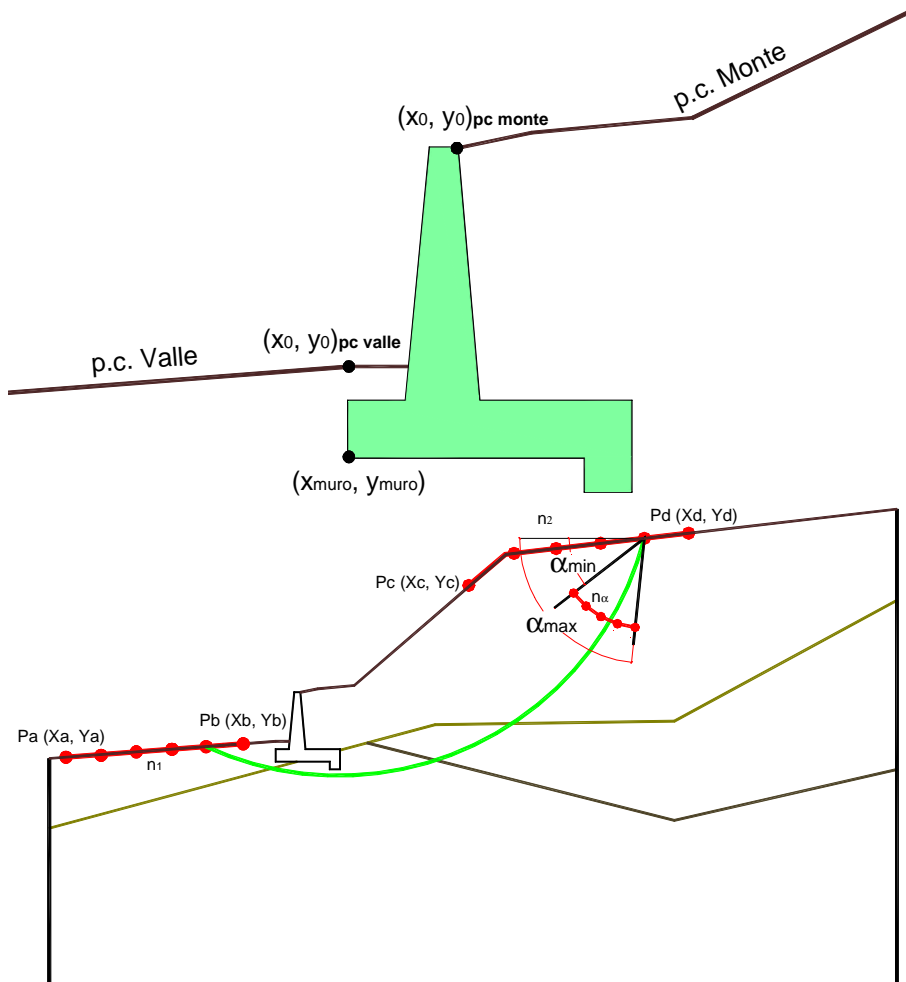 p.c. Monte
(x0, y0)pc monte
(x0, y0)pc valle
p.c. Valle
(xmuro, ymuro)
n2
Pd (Xd, Yd)
αmin
Pc (Xc, Yc)
nα
αmax
Pb (Xb, Yb)
Pa (Xa, Ya)
n1